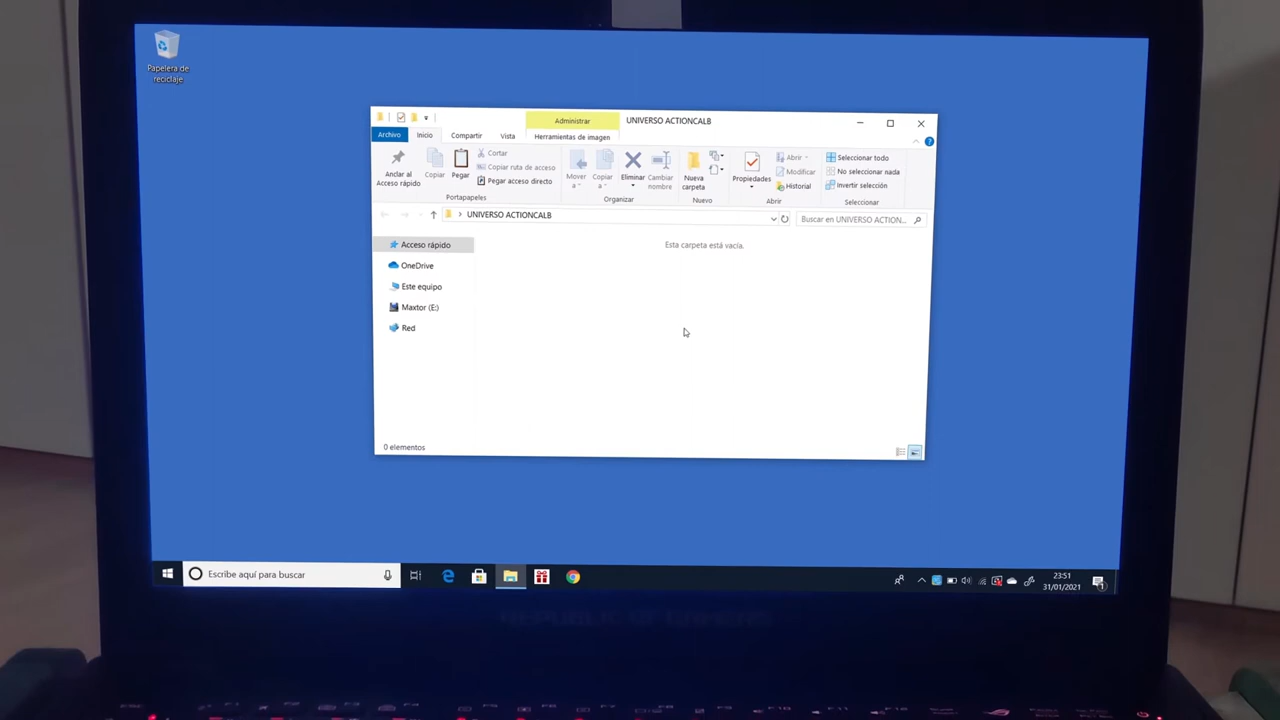 Papelera de
reciclaje
Administrar
UNIVERSO ACTIONCALB
Archivo
Inicio
Compartir
Vista
Herramientas de imagen
Anclar al
Acceso rápido
Copiar
Pegar
Cortar
Copiar ruta de acceso
Pegar acceso directo
Portapapeles
Mover
a
Copiar
a
Eliminar
Cambiar
nombre
Organizar
Nueva
carpeta
Nuevo
Propiedades
Abrir
Modificar
Historial
Abrir
Seleccionar todo
No seleccionar nada
Invertir selección
Seleccionar
UNIVERSO ACTIONCALB
Buscar en UNIVERSO ACTION...
Acceso rápido
OneDrive
Este equipo
Maxtor (E:)
Red
Esta carpeta está vacía.
0 elementos
Escribe aquí para buscar
23:51
31/01/2021
REPUBLIC OF GAMERS